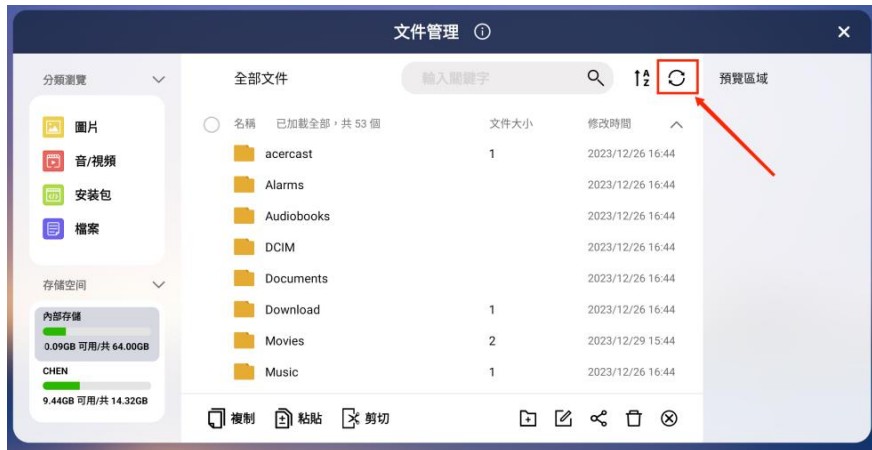 文件管理
分類瀏覽
圖片
音/視頻
安装包
檔案
存储空间
內部存储
0.09GB 可用/共 64.00GB
CHEN
9.44GB 可用/共 14.32GB
全部文件
輸入關鍵字
名稱 已加載全部，共 53 個 文件大小 修改時間
acercast 1 2023/12/26 16:44
Alarms 2023/12/26 16:44
Audiobooks 2023/12/26 16:44
DCIM 2023/12/26 16:44
Documents 2023/12/26 16:44
Download 1 2023/12/26 16:44
Movies 2 2023/12/29 15:44
Music 1 2023/12/26 16:44
複制 粘貼 剪切
預覽區域